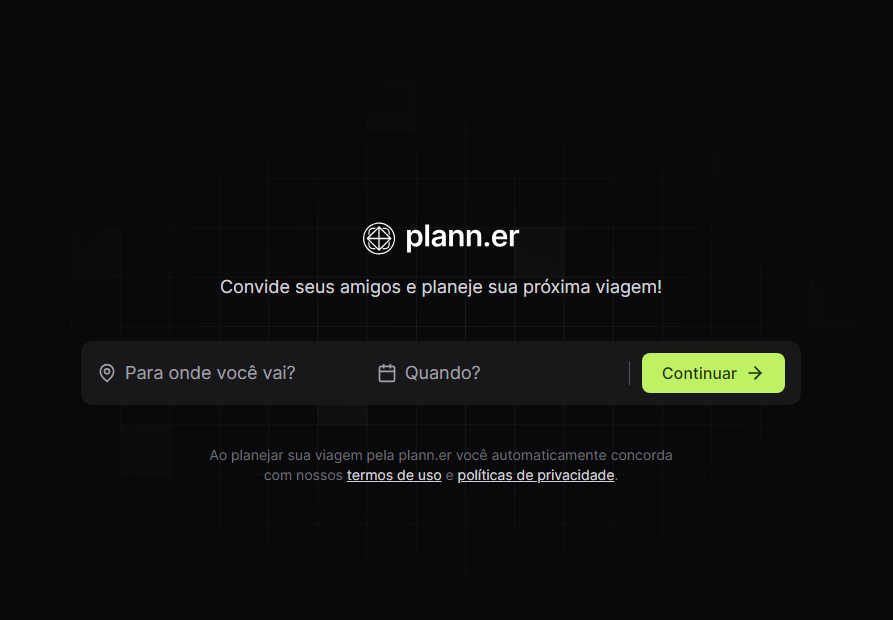 plann.er
Convide seus amigos e planeje sua próxima viagem!
Para onde você vai? Quando? Continuar
Ao planejar sua viagem pela plann.er você automaticamente concorda
com nossos termos de uso e políticas de privacidade.